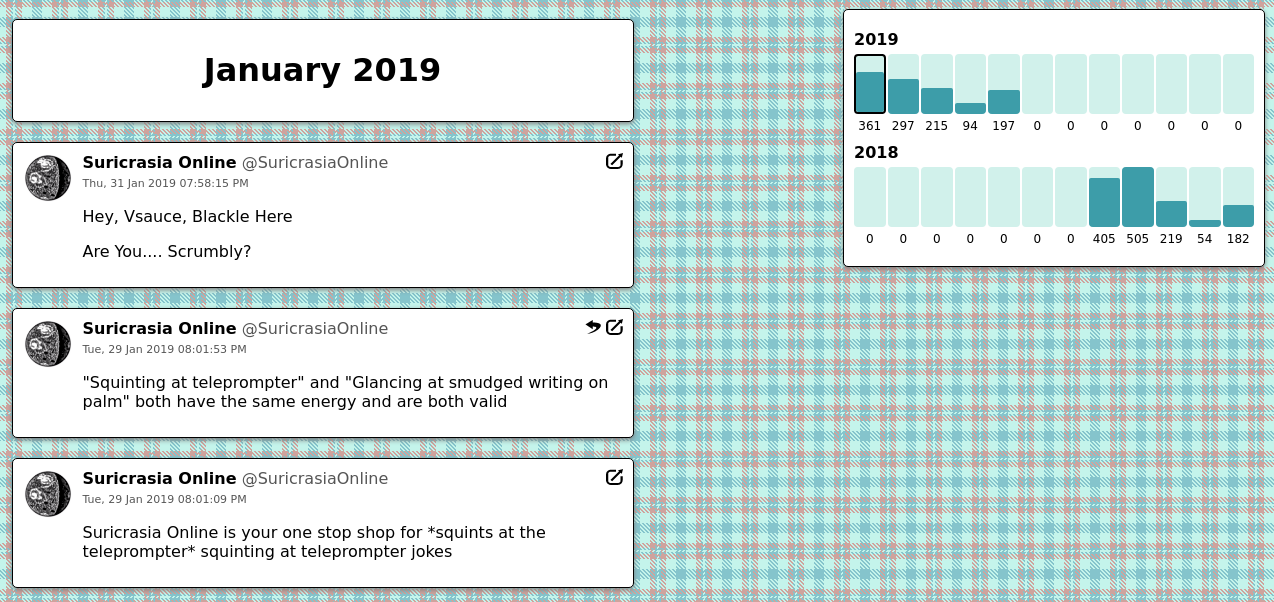 January 2019
Suricrasia Online @SuricrasiaOnline
Thu, 31 Jan 2019 07:58:15 PM
Hey, Vsauce, Blackle Here
Are You.... Scrumbly?
Suricrasia Online @SuricrasiaOnline
Tue, 29 Jan 2019 08:01:53 PM
"Squinting at teleprompter" and "Glancing at smudged writing on
palm" both have the same energy and are both valid
Suricrasia Online @SuricrasiaOnline
Tue, 29 Jan 2019 08:01:09 PM
Suricrasia Online is your one stop shop for *squints at the
teleprompter* squinting at teleprompter jokes
2019
361 297 215 94 197 0 0 0 0 0 0 0
2018
0 0 0 0 0 0 0 405 505 219 54 182